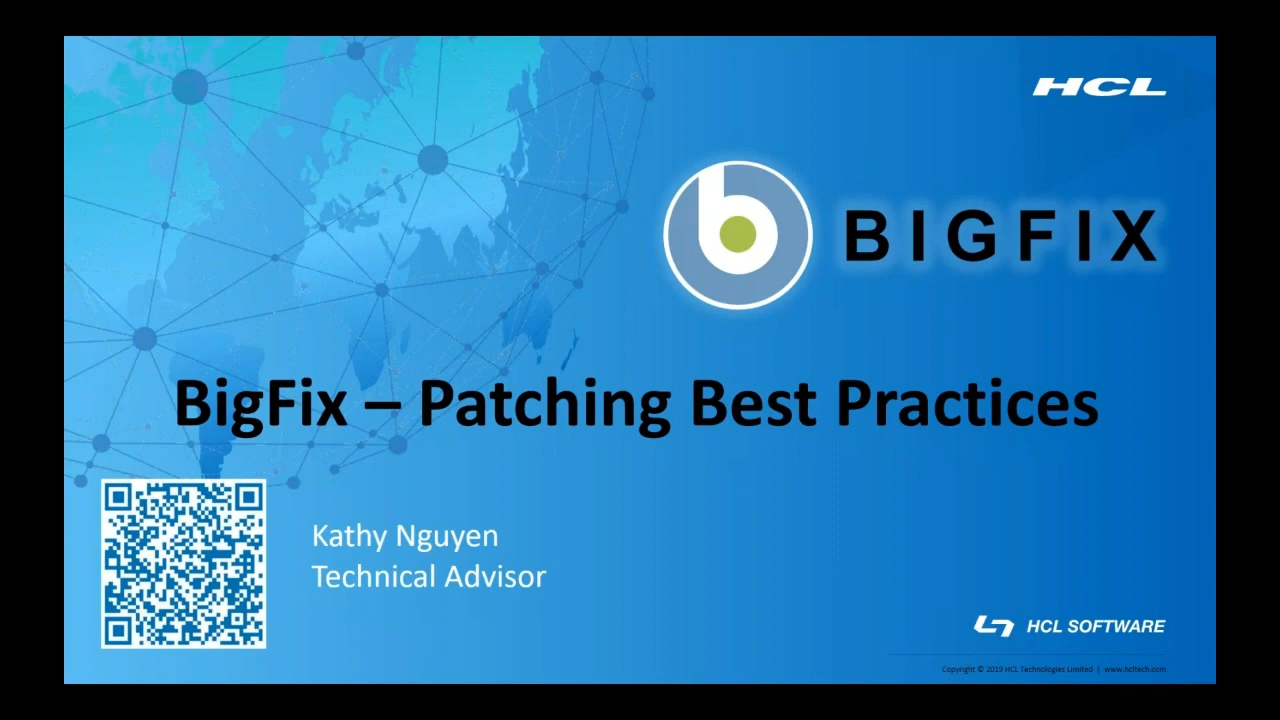 HCL
BIGFIX
BigFix – Patching Best Practices
Kathy Nguyen
Technical Advisor
HCL SOFTWARE
Copyright © 2019 HCL Technologies Limited | www.hcltech.com